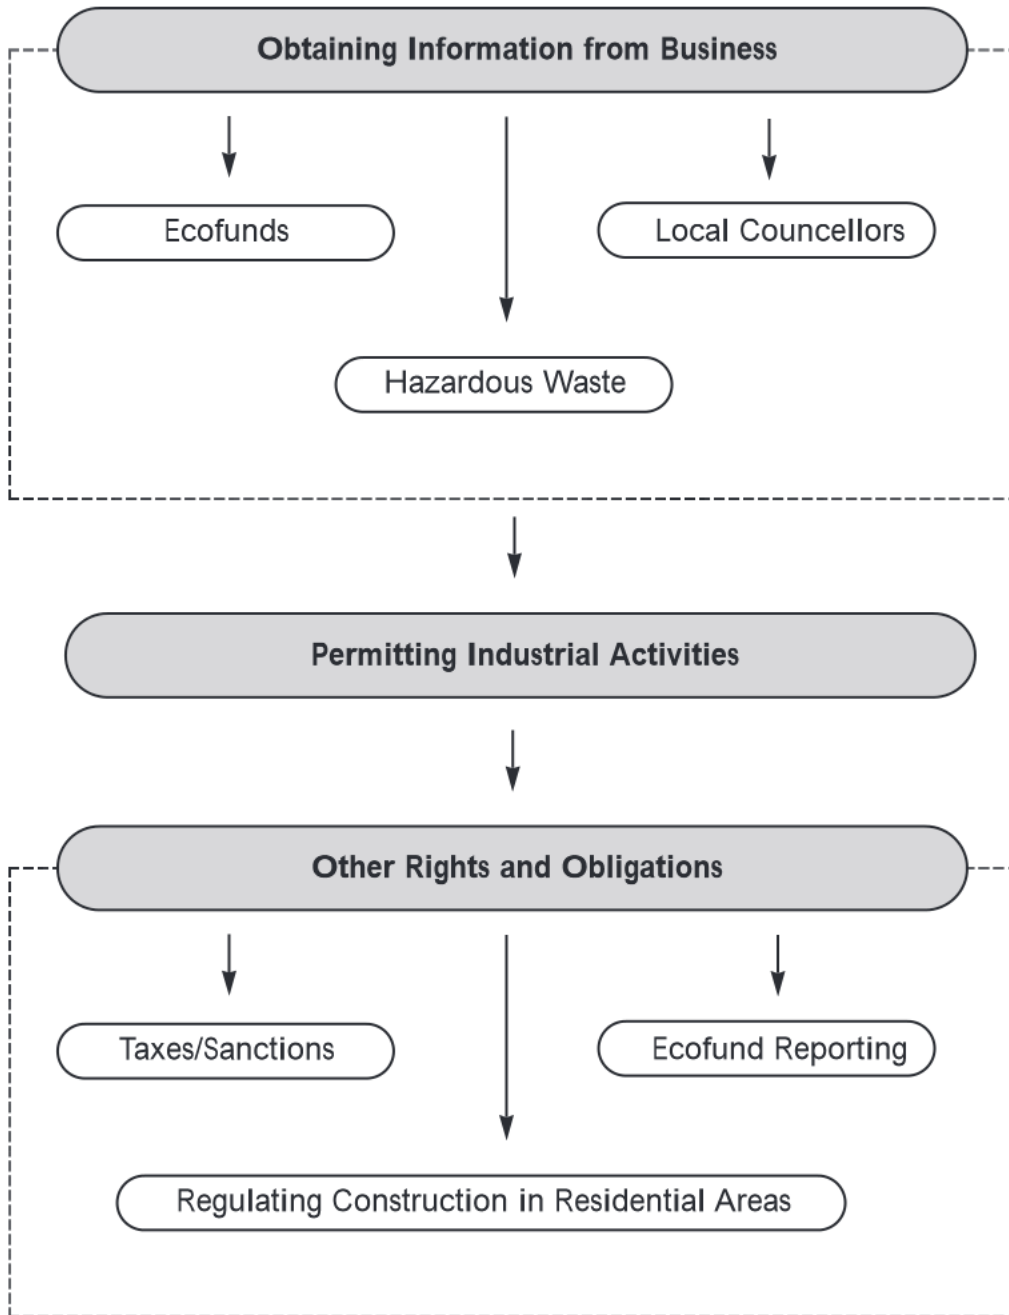 Obtaining Information from Business
Ecofunds
Local Councellors
Hazardous Waste
Permitting Industrial Activities
Other Rights and Obligations
Taxes/Sanctions
Ecofund Reporting
Regulating Construction in Residential Areas